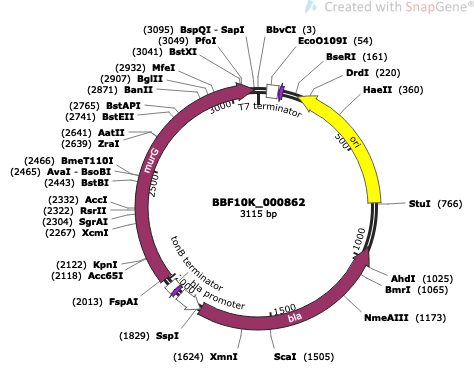 Created with SnapGene®
(3095) BspQI - SapI
(3049) PfoI
(3041) BstXI
(2932) MfeI
(2907) BglII
(2871) BanII
(2765) BstAPI
(2741) BstEII
(2641) AatII
(2639) ZraI
(2466) BmeT110I
(2465) AvaI - BsoBI
(2443) BstBI
(2332) AccI
(2322) RsrII
(2304) SgrAI
(2267) XcmI
(2122) KpnI
(2118) Acc65I
(2013) FspAI
(1829) SspI
(1624) XmnI
BbvCI (3)
EcoO109I (54)
BseRI (161)
DrdI (220)
HaeII (360)
StuI (766)
AhdI (1025)
BmrI (1065)
NmeAIII (1173)
ScaI (1505)
T7 terminator
ori
500
1000
1500
2000
2500
3000
murG
bla
tonB terminator
bla promoter
BBF10K_000862
3115 bp